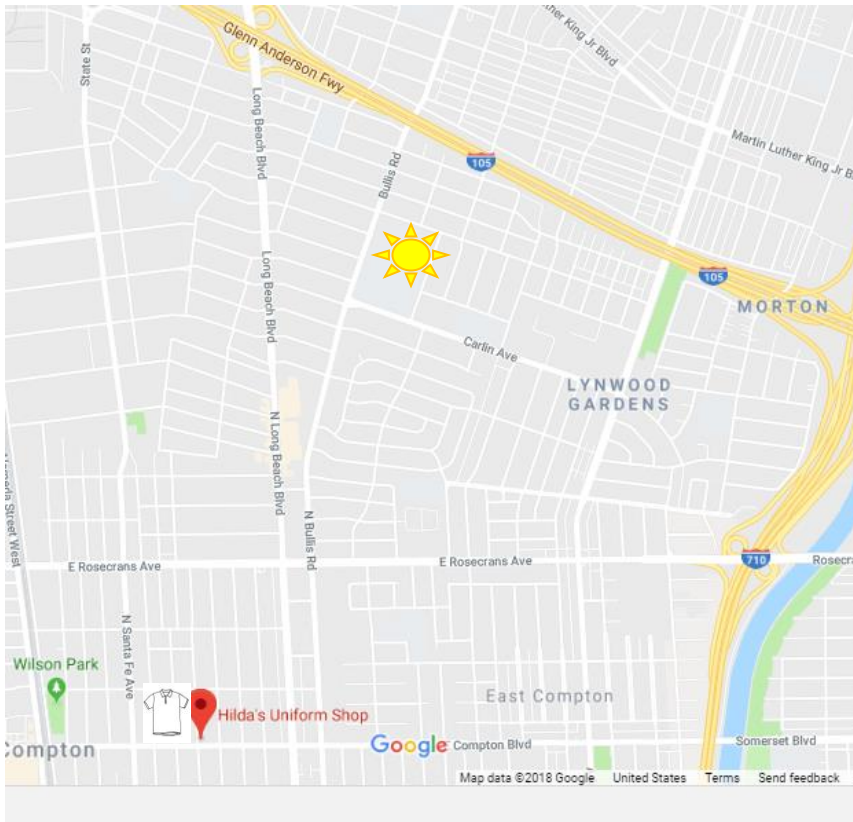 State St
Glenn Anderson Fwy
King Jr Blvd
Long Beach Blvd
Bullis Rd
105
Martin Luther King Jr B
Long Beach Blvd
105
MORTON
Carlin Ave
LYNWOOD
GARDENS
N Long Beach Blvd
Street West
N Bullis Rd
E Rosecrans Ave
E Rosecrans Ave
710
Rosecr
N Santa Fe Ave
Wilson Park
East Compton
Hilda's Uniform Shop
Compton
Google
Compton Blvd
Somerset Blvd
Map data ©2018 Google
United States
Terms
Send feedback